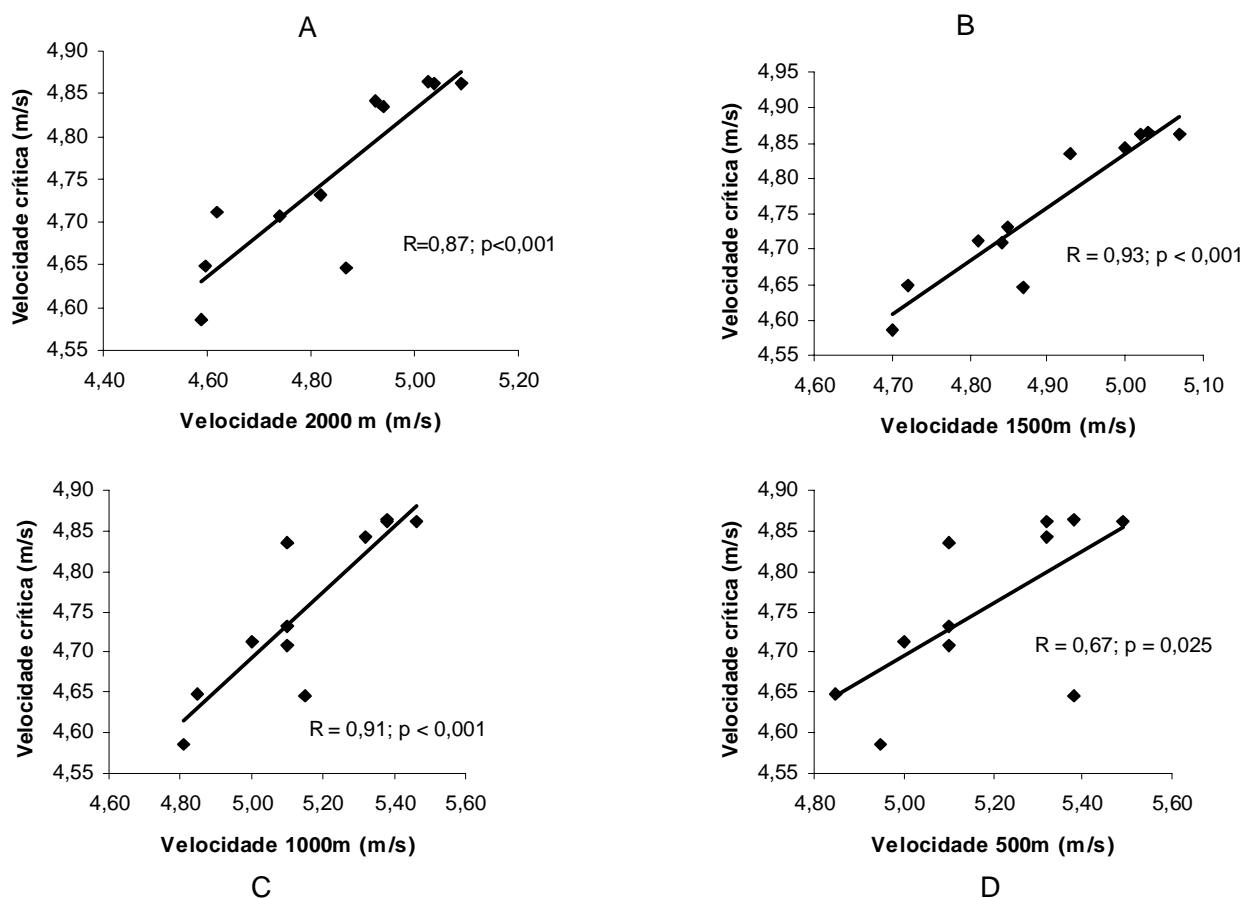 A
4,90
4,85
4,80
4,75
4,70
4,65
4,60
4,55
Velocidade crítica (m/s)
R=0,87; p<0,001
4,40 4,60 4,80 5,00 5,20
Velocidade 2000 m (m/s)
B
4,95
4,90
4,85
4,80
4,75
4,70
4,65
4,60
4,55
Velocidade crítica (m/s)
R = 0,93; p < 0,001
4,60 4,70 4,80 4,90 5,00 5,10
Velocidade 1500m (m/s)
4,90
4,85
4,80
4,75
4,70
4,65
4,60
4,55
Velocidade crítica (m/s)
R = 0,91; p < 0,001
4,60 4,80 5,00 5,20 5,40 5,60
Velocidade 1000m (m/s)
C
4,90
4,85
4,80
4,75
4,70
4,65
4,60
4,55
Velocidade crítica (m/s)
R = 0,67; p = 0,025
4,80 5,00 5,20 5,40 5,60
Velocidade 500m (m/s)
D